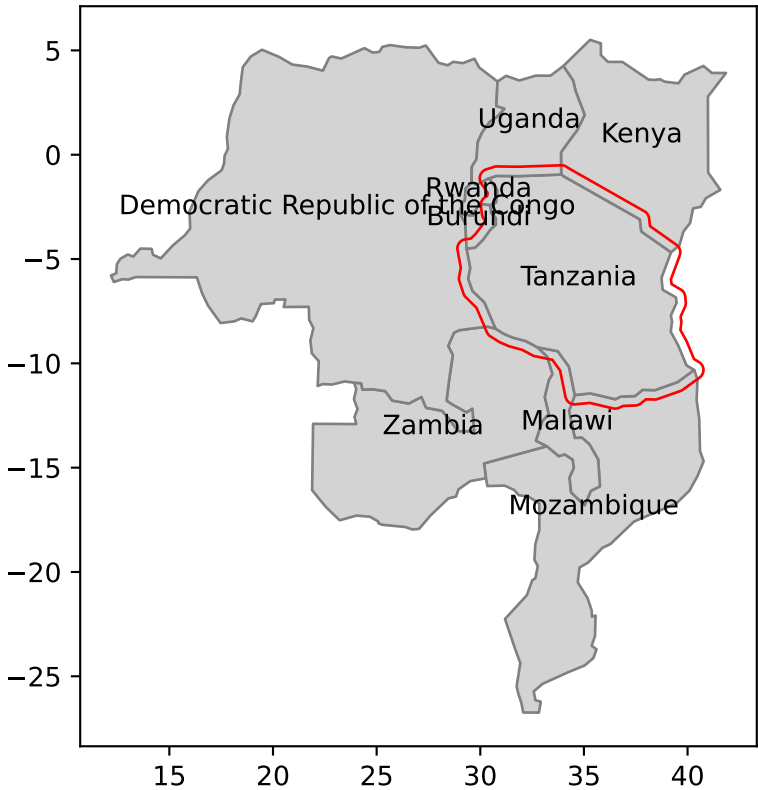 5
0
−5
−10
−15
−20
−25
Uganda
Kenya
Rwanda
Democratic Republic of the Congo
Burundi
Tanzania
Malawi
Zambia
Mozambique
15
20
25
30
35
40